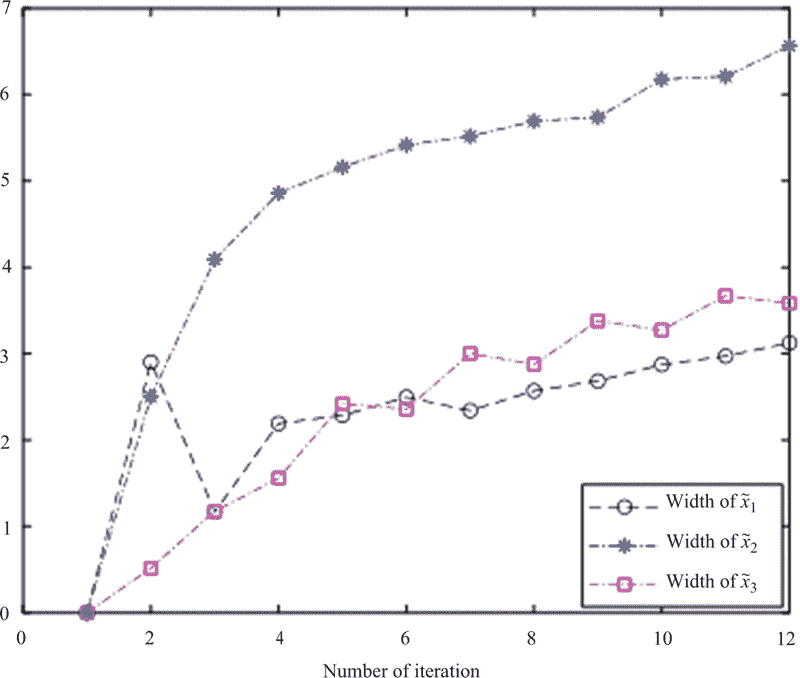 7
6
5
4
3
2
1
0
0 2 4 6 8 10 12
Number of iteration
Width of x̃₁
Width of x̃₂
Width of x̃₃